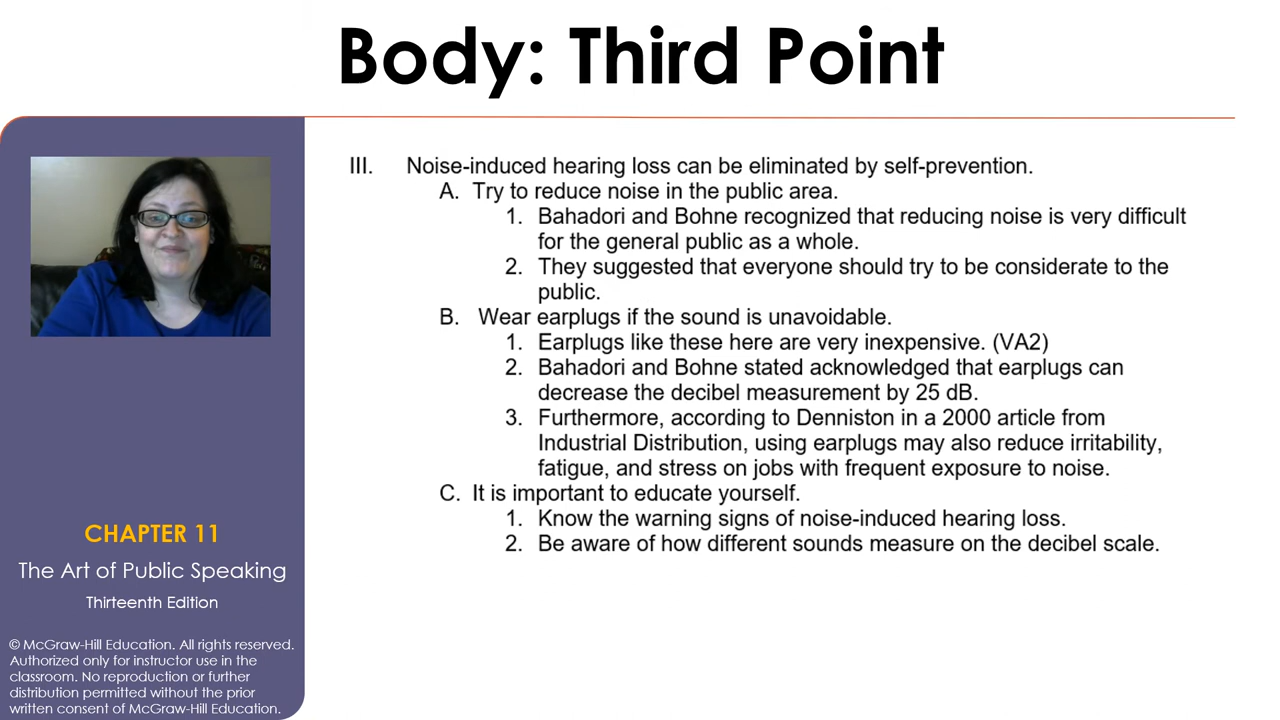 Body: Third Point
III. Noise-induced hearing loss can be eliminated by self-prevention.
A. Try to reduce noise in the public area.
1. Bahadori and Bohne recognized that reducing noise is very difficult
for the general public as a whole.
2. They suggested that everyone should try to be considerate to the
public.
B. Wear earplugs if the sound is unavoidable.
1. Earplugs like these here are very inexpensive. (VA2)
2. Bahadori and Bohne stated acknowledged that earplugs can
decrease the decibel measurement by 25 dB.
3. Furthermore, according to Denniston in a 2000 article from
Industrial Distribution, using earplugs may also reduce irritability,
fatigue, and stress on jobs with frequent exposure to noise.
C. It is important to educate yourself.
1. Know the warning signs of noise-induced hearing loss.
2. Be aware of how different sounds measure on the decibel scale.
CHAPTER 11
The Art of Public Speaking
Thirteenth Edition
© McGraw-Hill Education. All rights reserved.
Authorized only for instructor use in the
classroom. No reproduction or further
distribution permitted without the prior
written consent of McGraw-Hill Education.